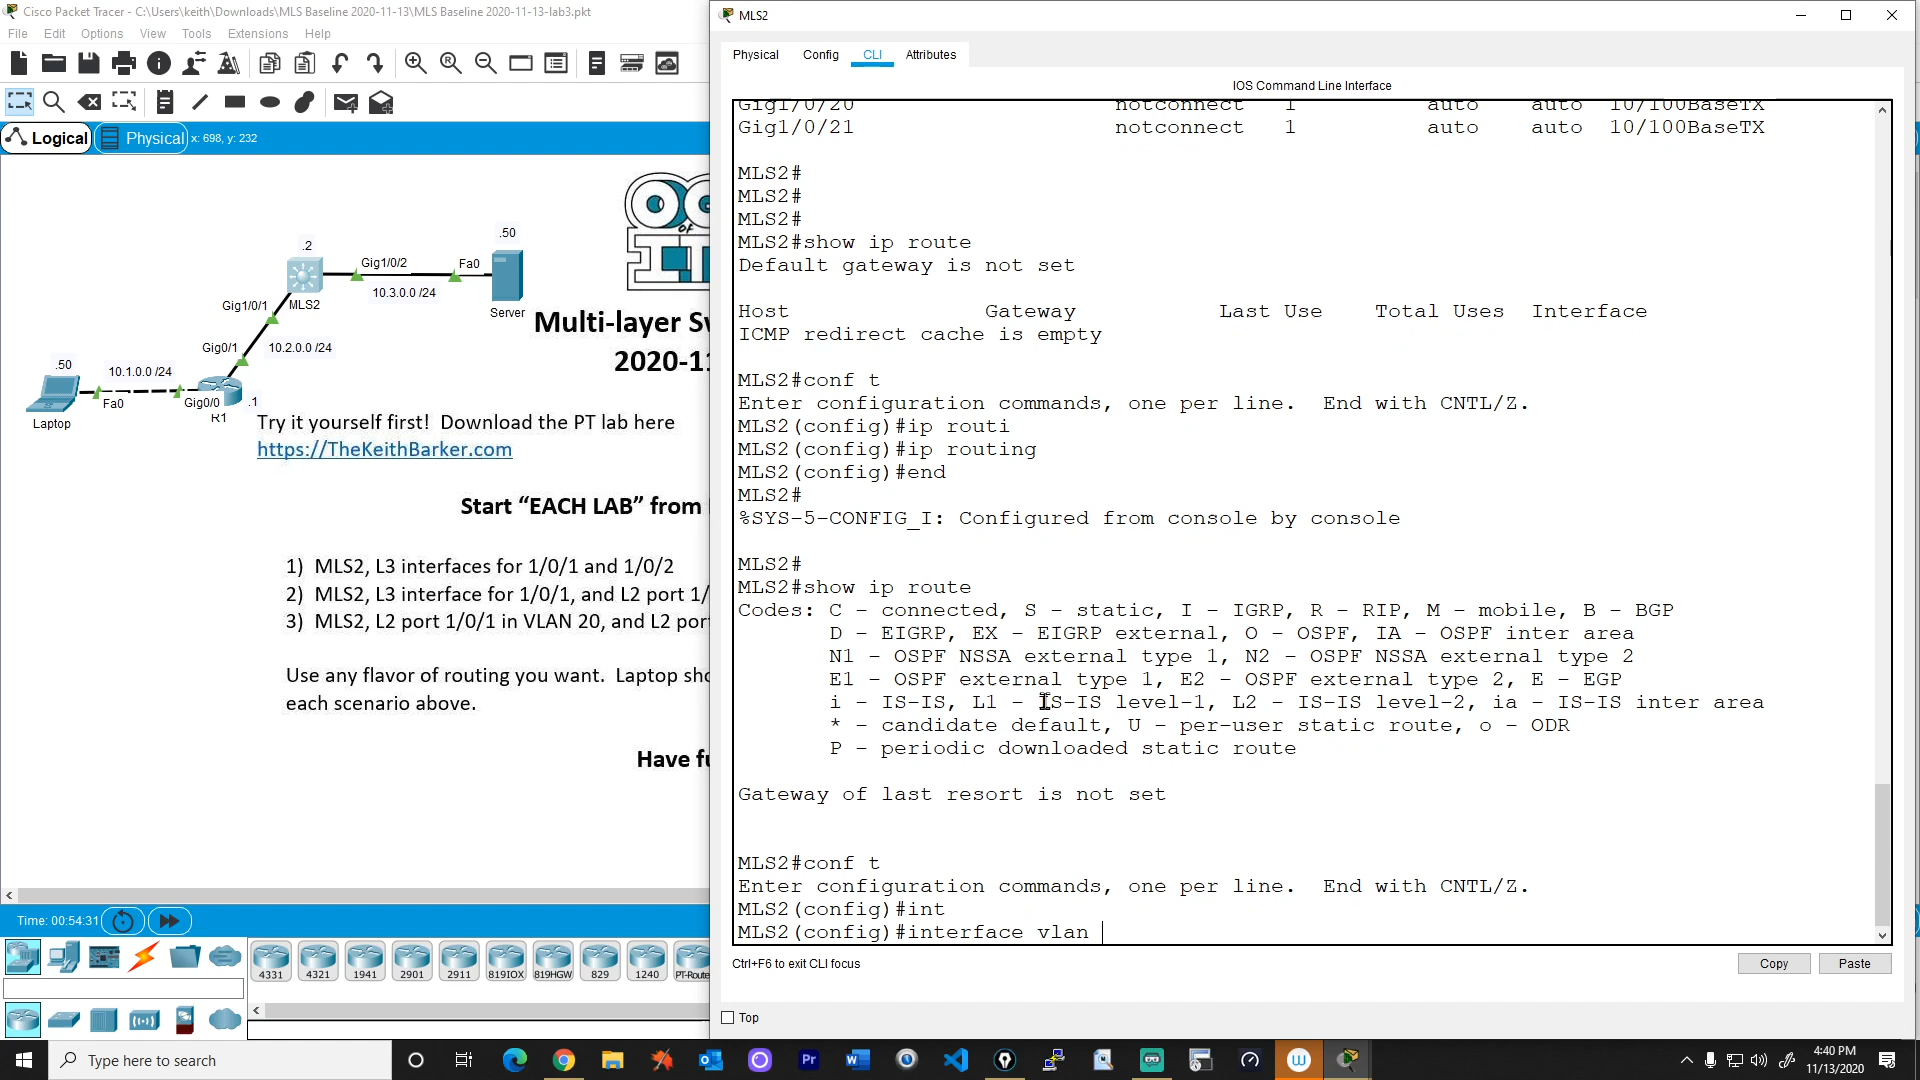 Cisco Packet Tracer - C:\Users\keith\Downloads\MLS Baseline 2020-11-13\MLS Baseline 2020-11-13-lab3.pkt
File Edit Options View Tools Extensions Help
Logical Physical x: 698, y: 232
.2
.50
Gig1/0/2
Fa0
10.3.0.0 /24
Gig1/0/1
MLS2
Server
Gig0/1
10.2.0.0 /24
.50
10.1.0.0 /24
Fa0
Gig0/0
.1
Laptop
R1
Multi-layer
2020-11
Try it yourself first!  Download the PT lab here
https://TheKeithBarker.com
Start “EACH LAB” from
1)  MLS2, L3 interfaces for 1/0/1 and 1/0/2
2)  MLS2, L3 interface for 1/0/1, and L2 port 1/
3)  MLS2, L2 port 1/0/1 in VLAN 20, and L2 por
Use any flavor of routing you want.  Laptop
each scenario above.
Have
Time: 00:54:31
4331 4321 1941 2901 2911 819IOX 819HGW 829 1240 PT-Route
MLS2
Physical Config CLI Attributes
IOS Command Line Interface
Gig1/0/20 notconnect 1 auto auto 10/100BaseTX
Gig1/0/21 notconnect 1 auto auto 10/100BaseTX
MLS2#
MLS2#
MLS2#
MLS2#show ip route
Default gateway is not set
Host Gateway Last Use Total Uses Interface
ICMP redirect cache is empty
MLS2#conf t
Enter configuration commands, one per line.  End with CNTL/Z.
MLS2(config)#ip routi
MLS2(config)#ip routing
MLS2(config)#end
MLS2#
%SYS-5-CONFIG_I: Configured from console by console
MLS2#
MLS2#show ip route
Codes: C - connected, S - static, I - IGRP, R - RIP, M - mobile, B - BGP
D - EIGRP, EX - EIGRP external, O - OSPF, IA - OSPF inter area
N1 - OSPF NSSA external type 1, N2 - OSPF NSSA external type 2
E1 - OSPF external type 1, E2 - OSPF external type 2, E - EGP
i - IS-IS, L1 - IS-IS level-1, L2 - IS-IS level-2, ia - IS-IS inter area
* - candidate default, U - per-user static route, o - ODR
P - periodic downloaded static route
Gateway of last resort is not set
MLS2#conf t
Enter configuration commands, one per line.  End with CNTL/Z.
MLS2(config)#int
MLS2(config)#interface vlan
Ctrl+F6 to exit CLI focus
Copy Paste
Top
Type here to search
4:40 PM
11/13/2020